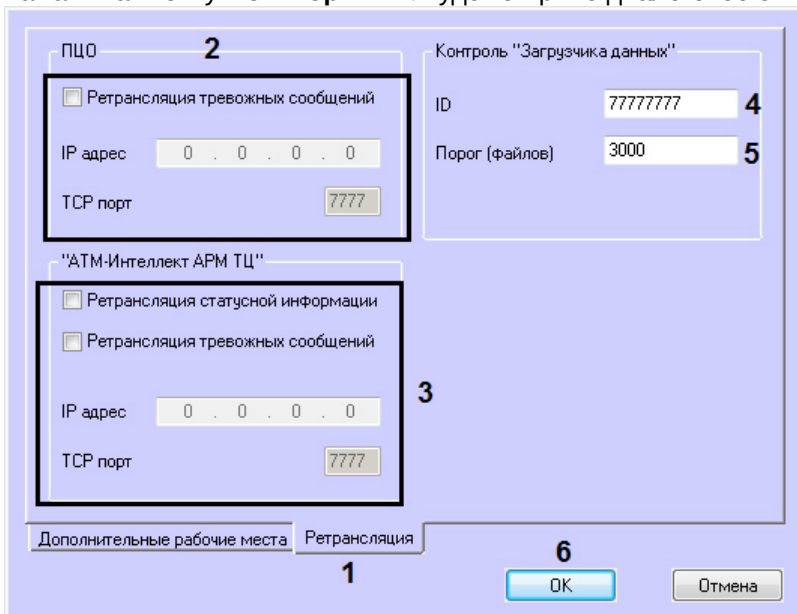 ПЦО 2
Ретрансляция тревожных сообщений
IP адрес 0 . 0 . 0 . 0
TCP порт 7777
Контроль "Загрузчика данных"
ID 77777777 4
Порог (файлов) 3000 5
"АТМ-Интеллект АРМ ТЦ"
Ретрансляция статусной информации
Ретрансляция тревожных сообщений
3
IP адрес 0 . 0 . 0 . 0
TCP порт 7777
Дополнительные рабочие места Ретрансляция
1
6
OK Отмена